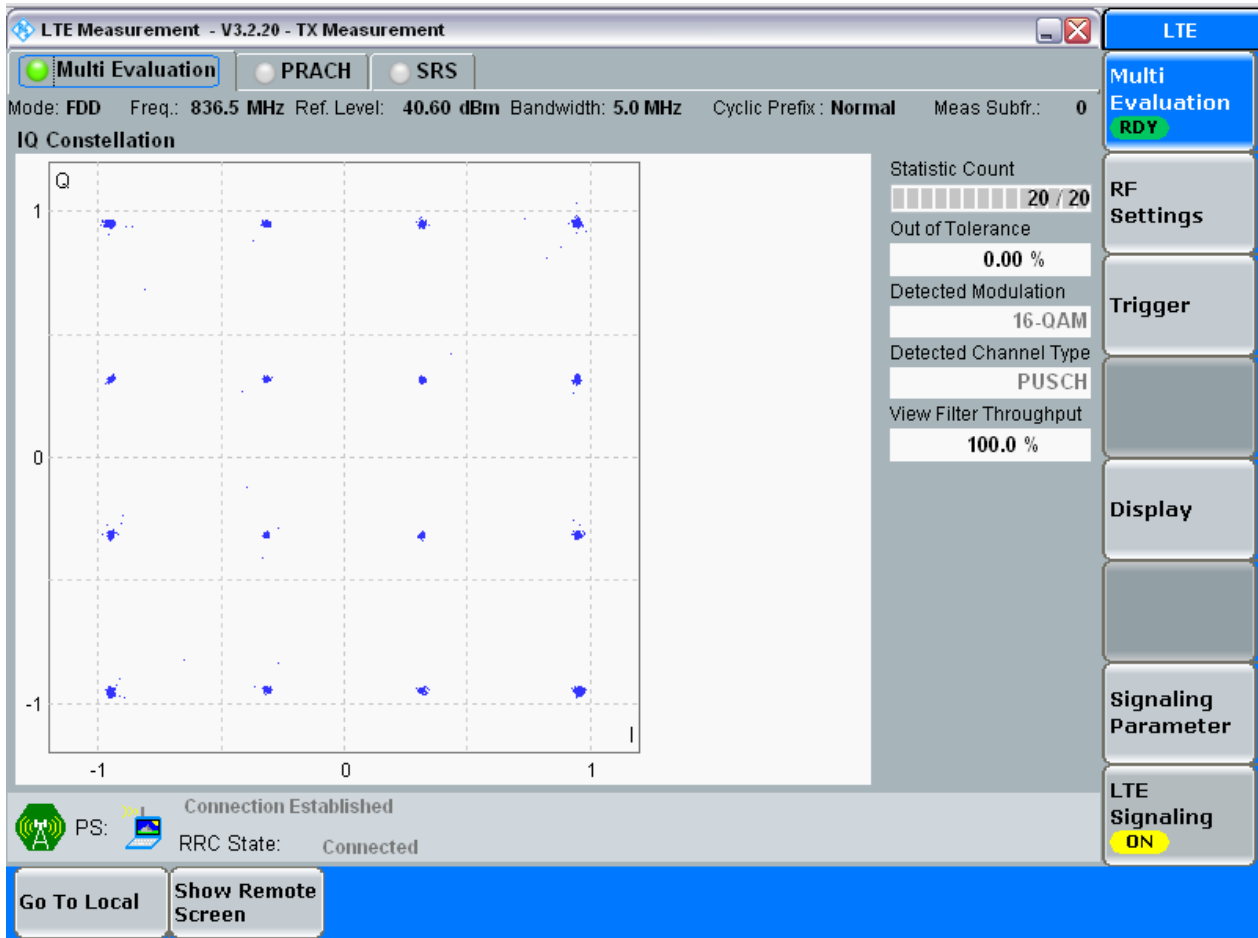 LTE Measurement - V3.2.20 - TX Measurement
LTE
Multi Evaluation PRACH SRS
Mode: FDD Freq.: 836.5 MHz Ref. Level: 40.60 dBm Bandwidth: 5.0 MHz Cyclic Prefix : Normal Meas Subfr.: 0
IQ Constellation
Q
1
0
-1
I
-1 0 1
Statistic Count
20 / 20
Out of Tolerance
0.00 %
Detected Modulation
16-QAM
Detected Channel Type
PUSCH
View Filter Throughput
100.0 %
Multi
Evaluation
RDY
RF
Settings
Trigger
Display
Signaling
Parameter
LTE
Signaling
ON
PS:
Connection Established
RRC State: Connected
Go To Local
Show Remote
Screen